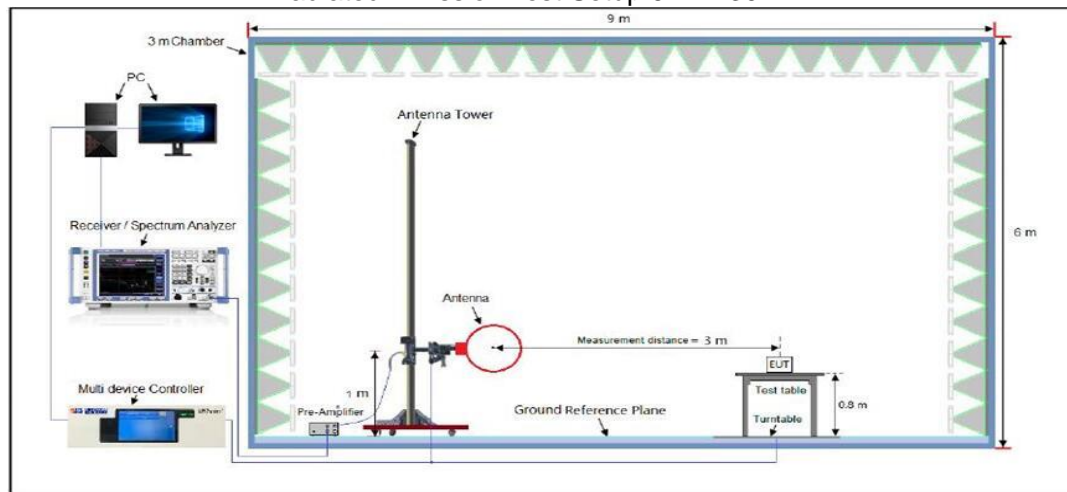 9 m
3 m Chamber
PC
Antenna Tower
Receiver / Spectrum Analyzer
6 m
Antenna
Measurement distance = 3 m
EUT
Multi device Controller
1 m
Test table
0.8 m
Pre-Amplifier
Ground Reference Plane
Turntable